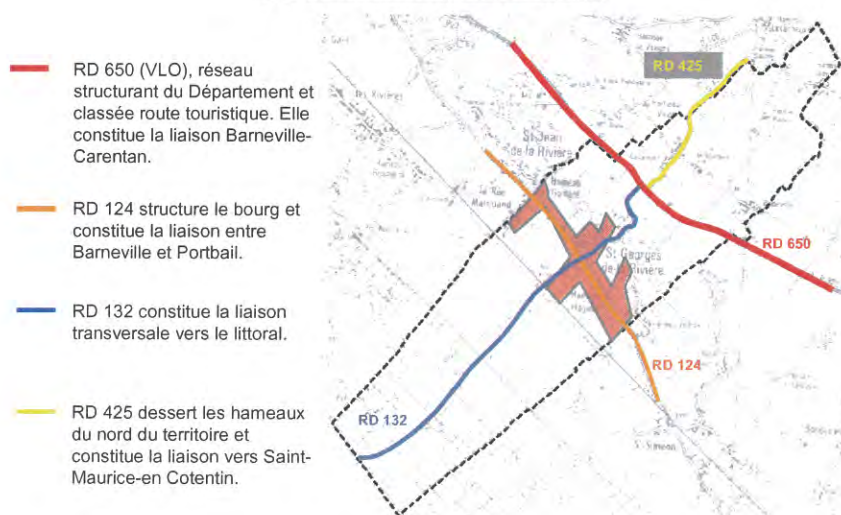 RD 650 (VLO), réseau
structurant du Département et
classée route touristique. Elle
constitue la liaison Barneville-
Carentan.
RD 124 structure le bourg et
constitue la liaison entre
Barneville et Portbail.
RD 132 constitue la liaison
transversale vers le littoral.
RD 425 dessert les hameaux
du nord du territoire et
constitue la liaison vers Saint-
Maurice-en Cotentin.
RD 425
St Jean
de la Rivière
St Georges
de la Rivière
RD 650
RD 124
RD 132